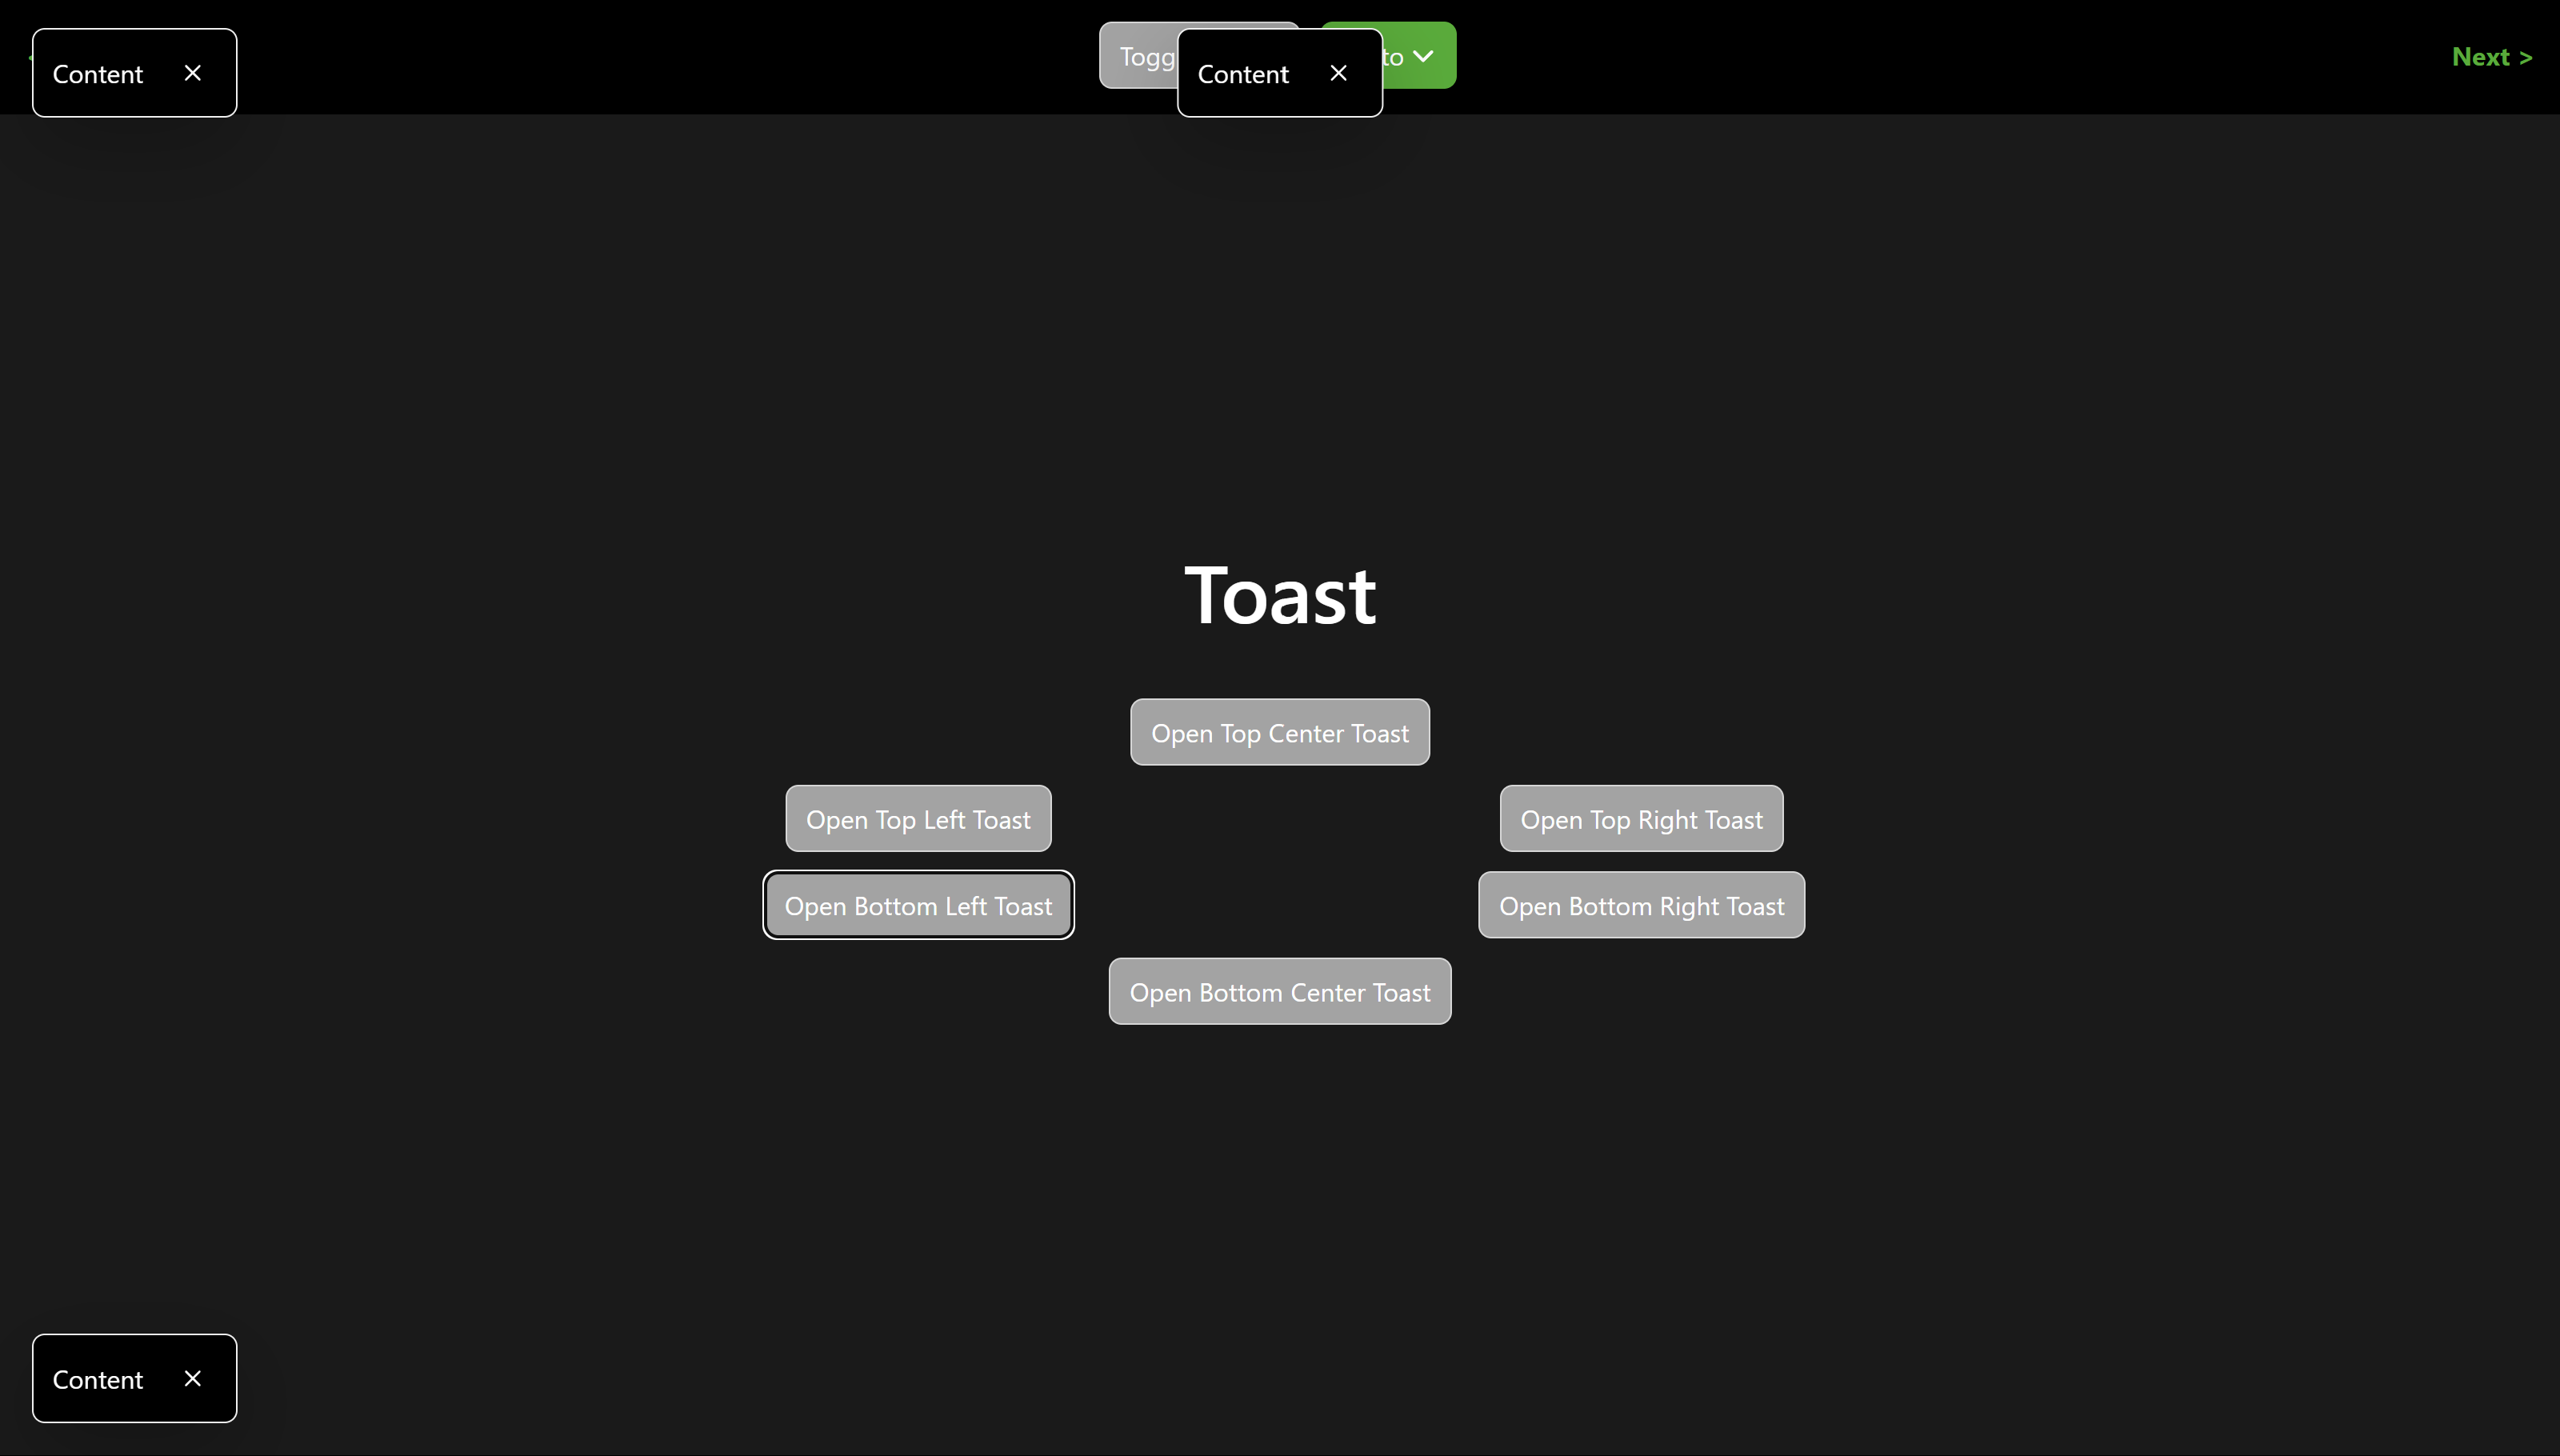 Content
Togg
Content
to
Next >
Toast
Open Top Center Toast
Open Top Left Toast
Open Top Right Toast
Open Bottom Left Toast
Open Bottom Right Toast
Open Bottom Center Toast
Content